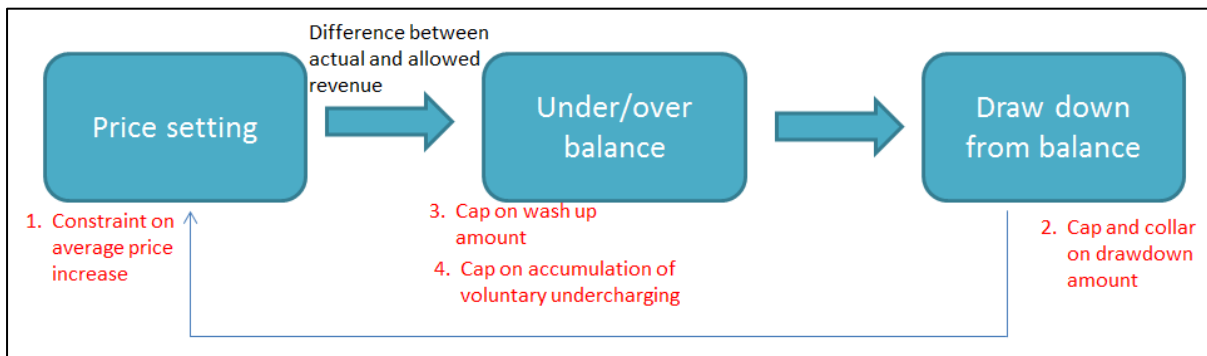 Difference between
actual and allowed
revenue
Price setting
Under/over
balance
Draw down
from balance
1. Constraint on
average price
increase
3. Cap on wash up
amount
4. Cap on accumulation of
voluntary undercharging
2. Cap and collar
on drawdown
amount